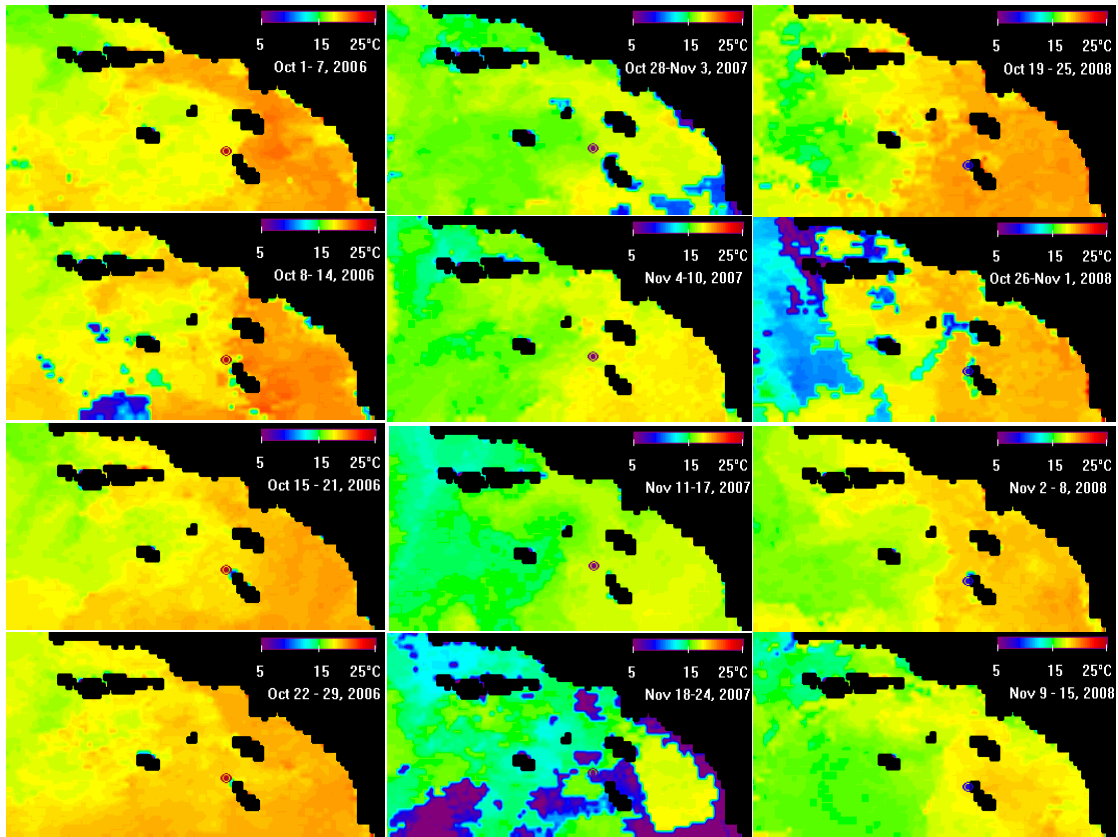 5 15 25°C
Oct 1- 7, 2006
5 15 25°C
Oct 28-Nov 3, 2007
5 15 25°C
Oct 19 - 25, 2008
5 15 25°C
Oct 8- 14, 2006
5 15 25°C
Nov 4-10, 2007
5 15 25°C
Oct 26-Nov 1, 2008
5 15 25°C
Oct 15 - 21, 2006
5 15 25°C
Nov 11-17, 2007
5 15 25°C
Nov 2 - 8, 2008
5 15 25°C
Oct 22 - 29, 2006
5 15 25°C
Nov 18-24, 2007
5 15 25°C
Nov 9 - 15, 2008